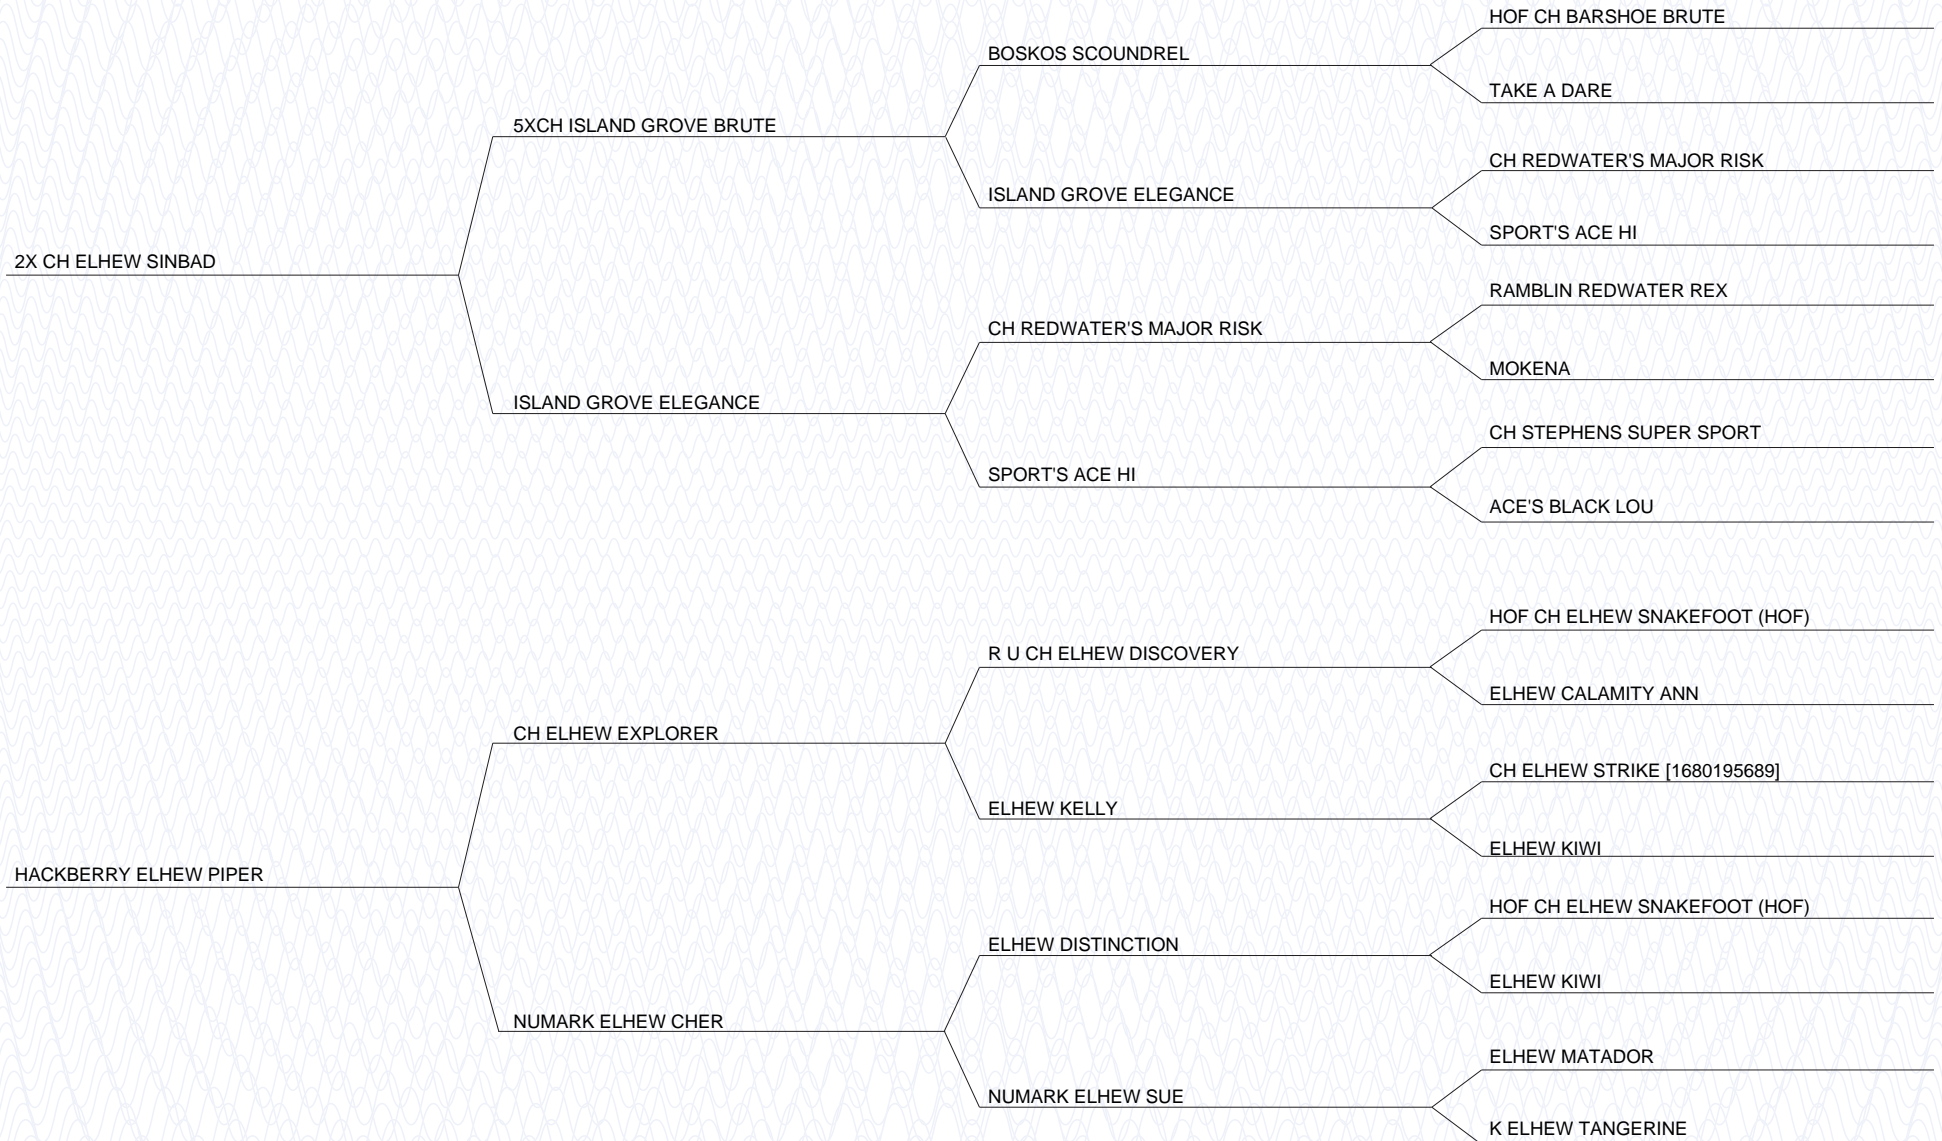 HOF CH BARSHOE BRUTE
BOSKOS SCOUNDREL
TAKE A DARE
5XCH ISLAND GROVE BRUTE
CH REDWATER'S MAJOR RISK
ISLAND GROVE ELEGANCE
SPORT'S ACE HI
2X CH ELHEW SINBAD
RAMBLIN REDWATER REX
CH REDWATER'S MAJOR RISK
MOKENA
ISLAND GROVE ELEGANCE
CH STEPHENS SUPER SPORT
SPORT'S ACE HI
ACE'S BLACK LOU
HOF CH ELHEW SNAKEFOOT (HOF)
R U CH ELHEW DISCOVERY
ELHEW CALAMITY ANN
CH ELHEW EXPLORER
CH ELHEW STRIKE [1680195689]
ELHEW KELLY
ELHEW KIWI
HACKBERRY ELHEW PIPER
HOF CH ELHEW SNAKEFOOT (HOF)
ELHEW DISTINCTION
ELHEW KIWI
NUMARK ELHEW CHER
ELHEW MATADOR
NUMARK ELHEW SUE
K ELHEW TANGERINE